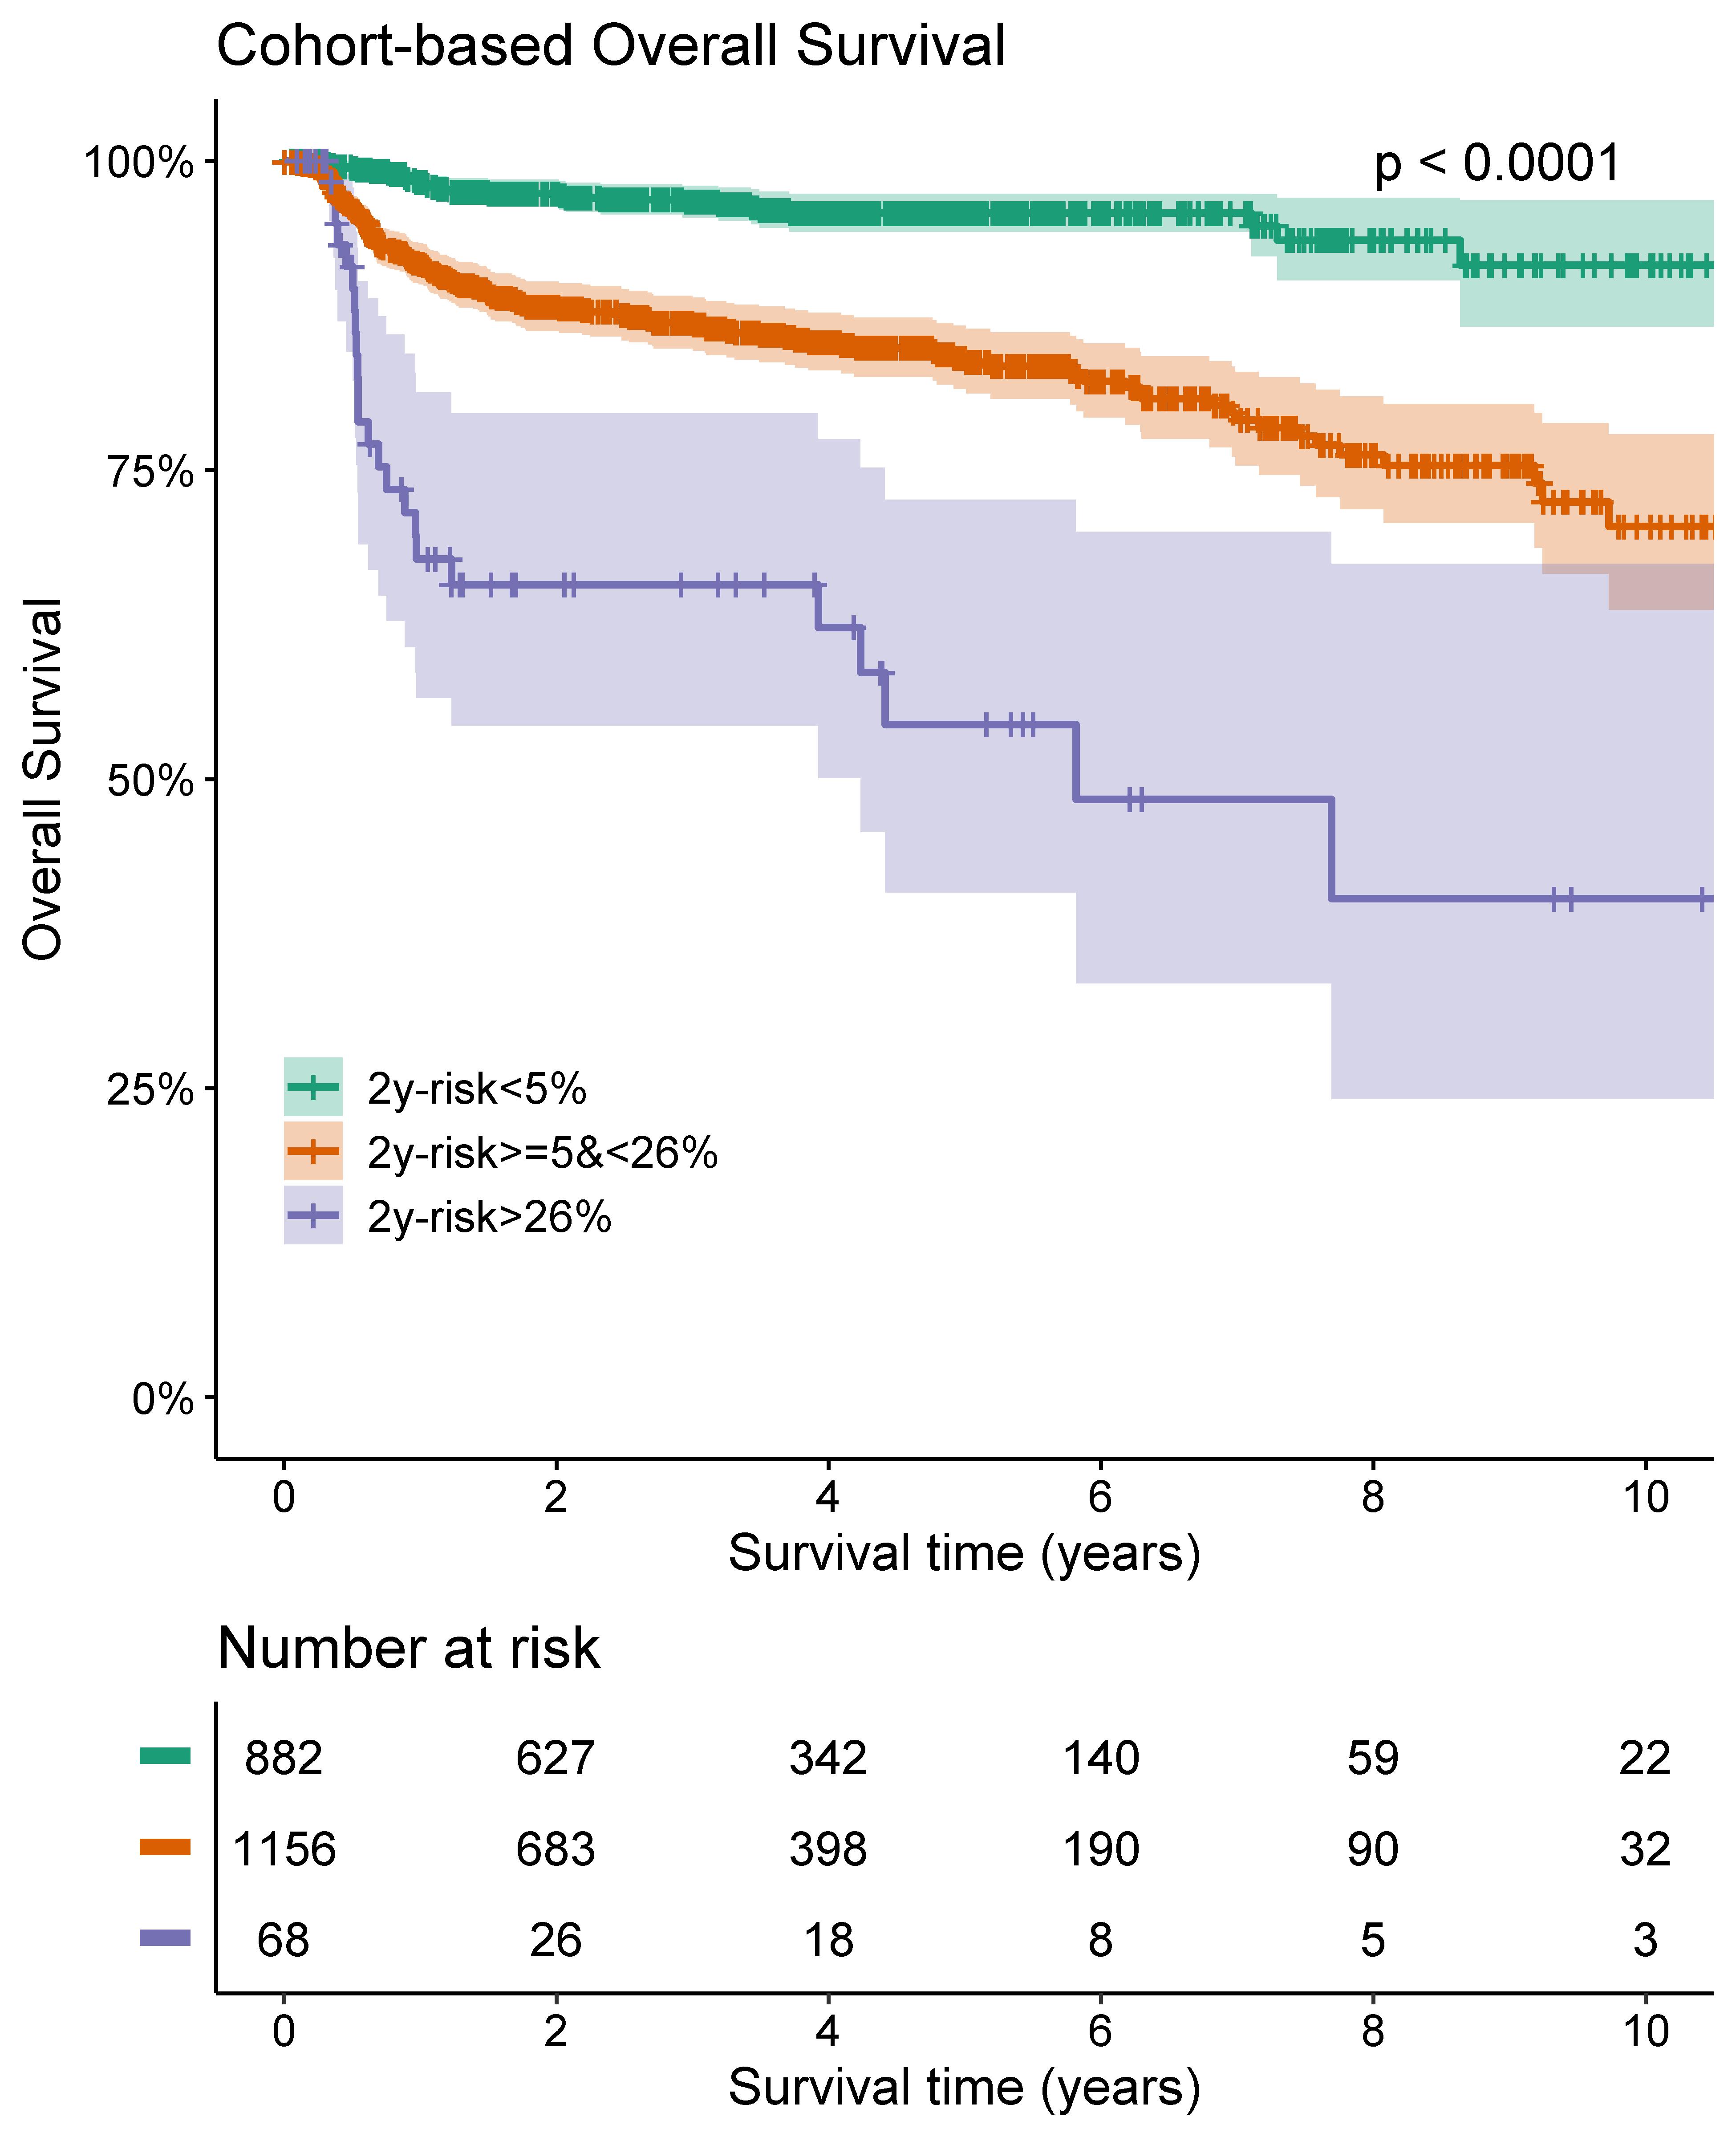 Cohort-based Overall Survival
p < 0.0001
100%
75%
50%
25%
0%
Overall Survival
2y-risk<5%
2y-risk>=5&<26%
2y-risk>26%
0 2 4 6 8 10
Survival time (years)
Number at risk
882 627 342 140 59 22
1156 683 398 190 90 32
68 26 18 8 5 3
0 2 4 6 8 10
Survival time (years)